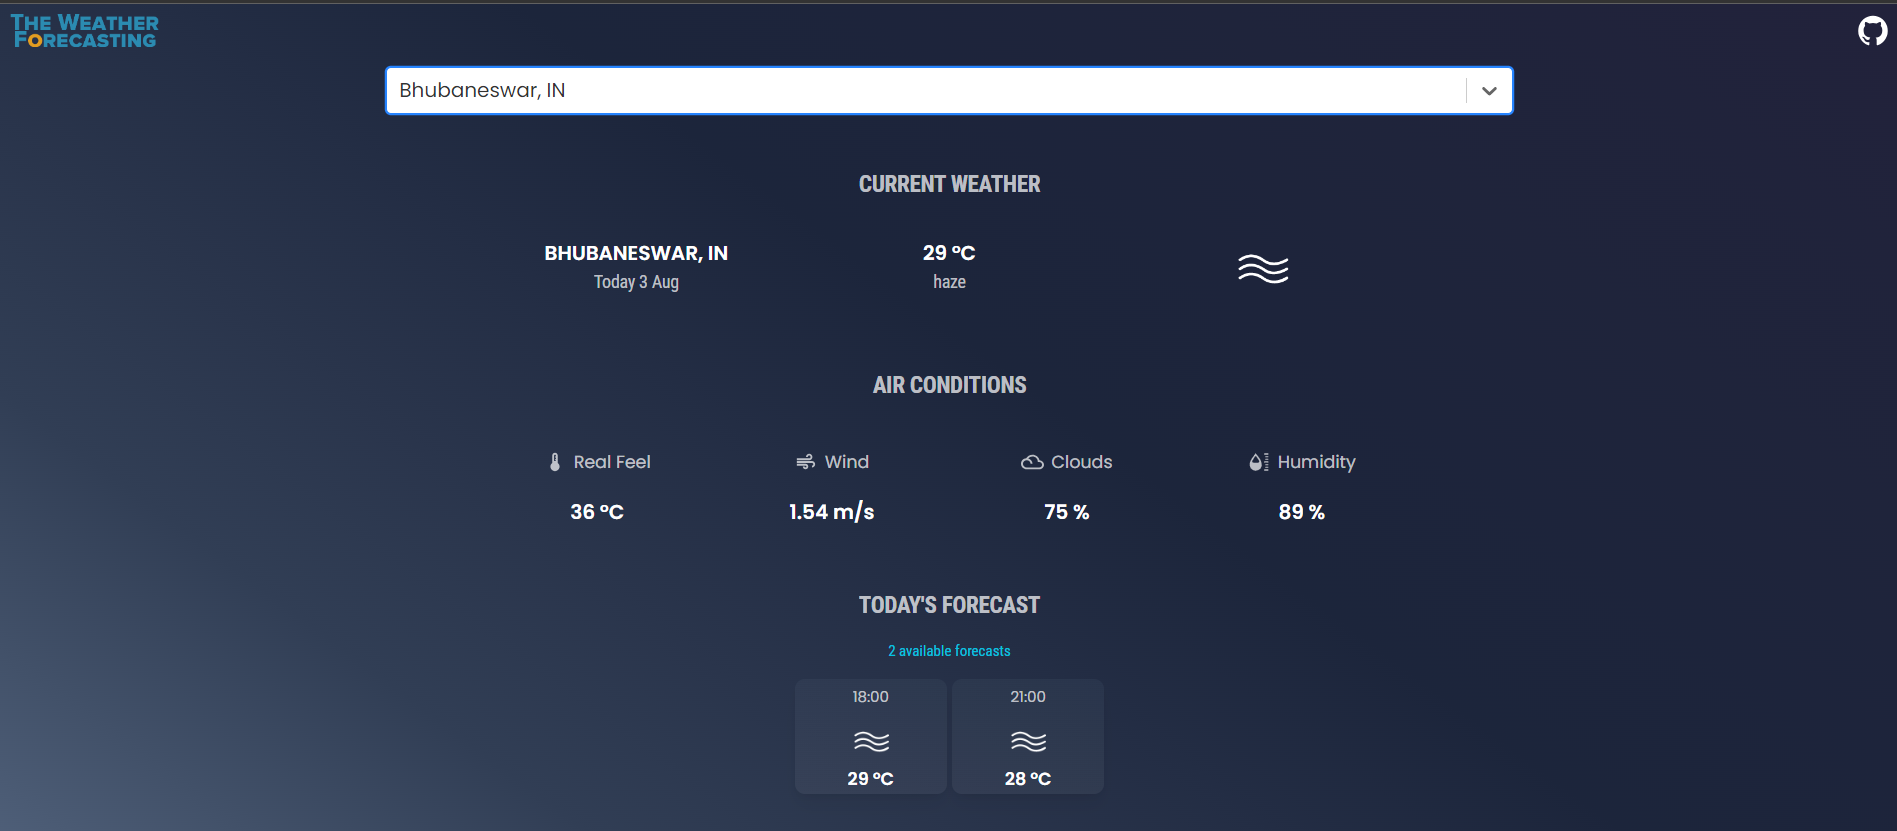 THE WEATHER
FORECASTING
Bhubaneswar, IN
CURRENT WEATHER
BHUBANESWAR, IN
Today 3 Aug
29 °C
haze
AIR CONDITIONS
Real Feel
36 °C
Wind
1.54 m/s
Clouds
75 %
Humidity
89 %
TODAY'S FORECAST
2 available forecasts
18:00
29 °C
21:00
28 °C